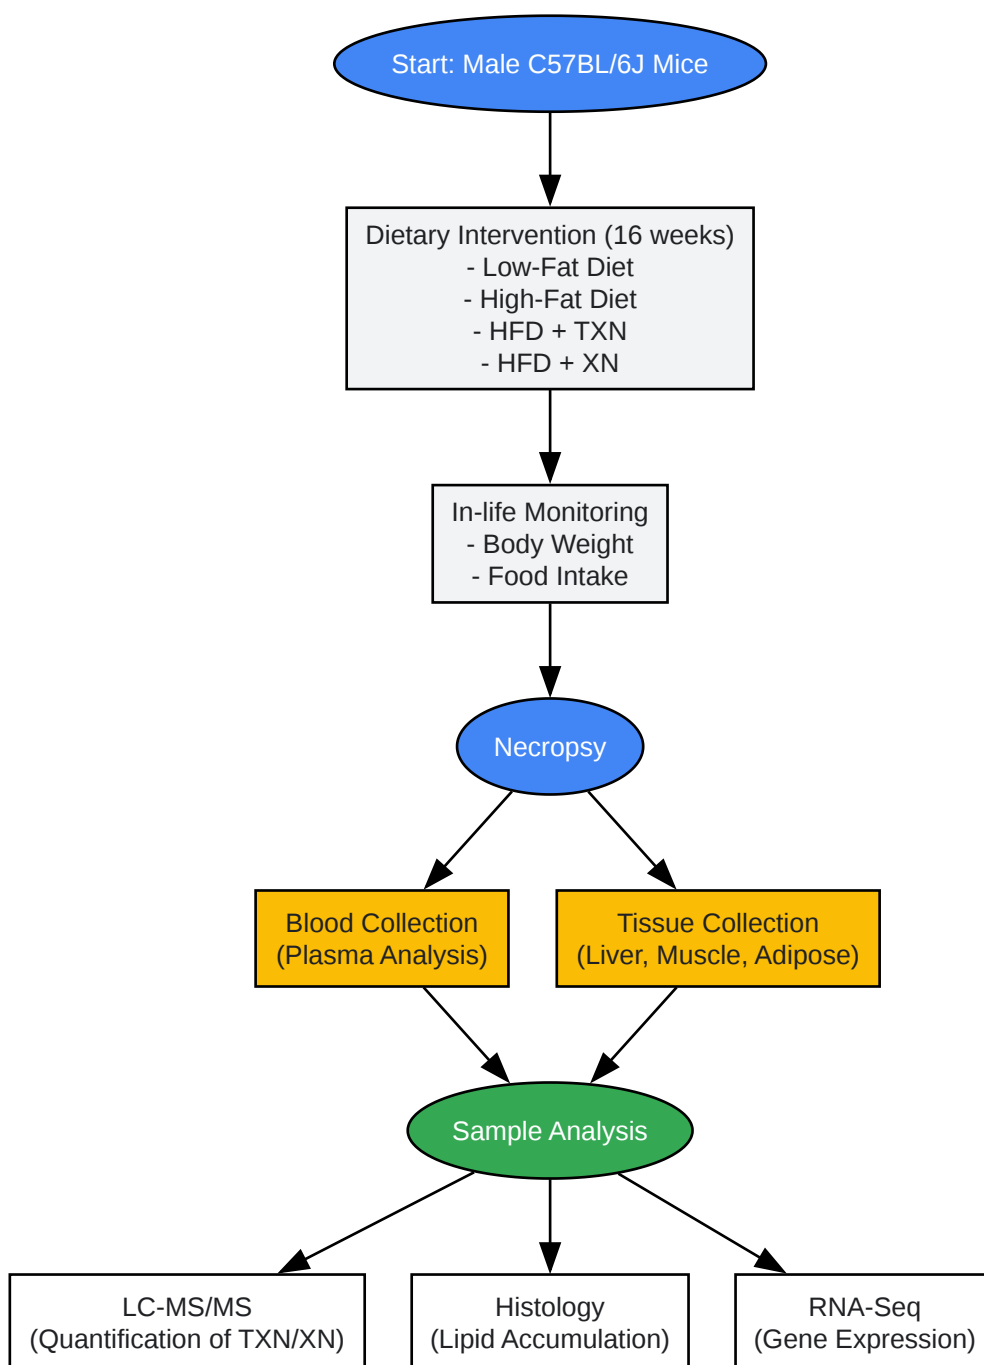 Start: Male C57BL/6J Mice
Dietary Intervention (16 weeks)
- Low-Fat Diet
- High-Fat Diet
- HFD + TXN
- HFD + XN
In-life Monitoring
- Body Weight
- Food Intake
Necropsy
Blood Collection
(Plasma Analysis)
Tissue Collection
(Liver, Muscle, Adipose)
Sample Analysis
LC-MS/MS
(Quantification of TXN/XN)
Histology
(Lipid Accumulation)
RNA-Seq
(Gene Expression)